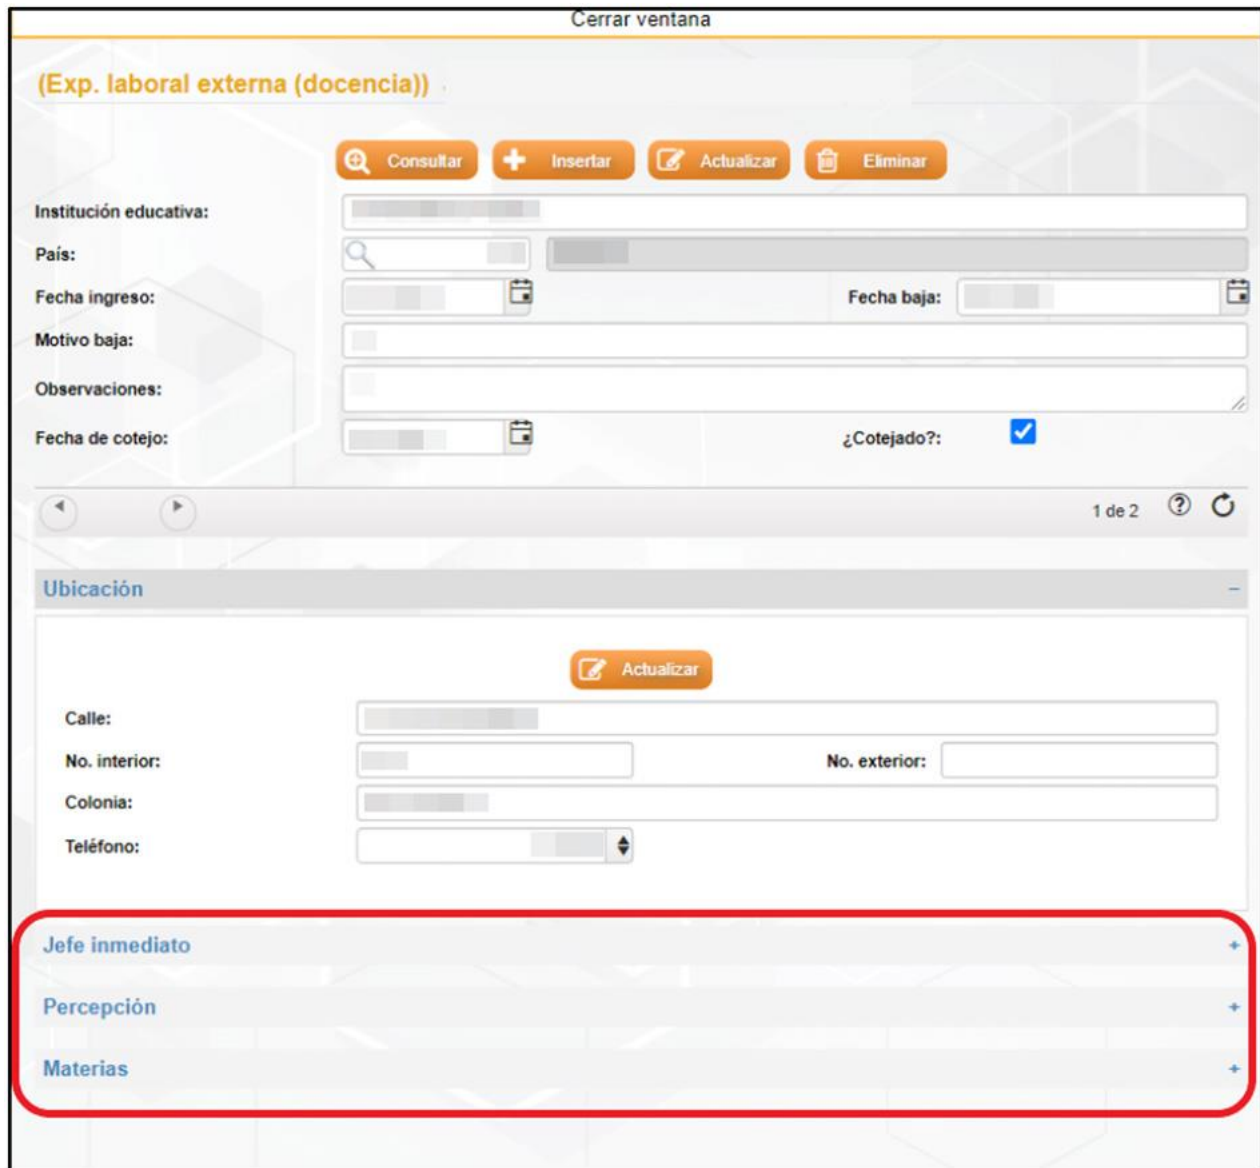 Cerrar ventana
(Exp. laboral externa (docencia))
Consultar Insertar Actualizar Eliminar
Institución educativa:
País:
Fecha ingreso: Fecha baja:
Motivo baja:
Observaciones:
Fecha de cotejo: ¿Cotejado?:
1 de 2
Ubicación
Actualizar
Calle:
No. interior: No. exterior:
Colonia:
Teléfono:
Jefe inmediato
Percepción
Materias